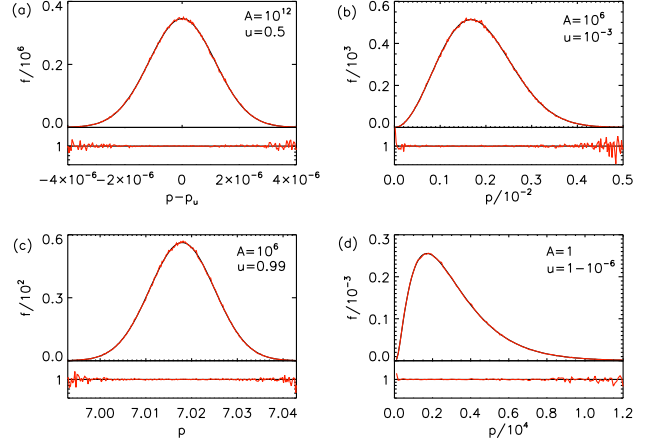 (a)
0.4
0.2
0.0
f/10⁶
A=10¹²
u=0.5
1
−4×10⁻⁶ −2×10⁻⁶ 0 2×10⁻⁶ 4×10⁻⁶
p−pᵤ
(b)
0.6
0.4
0.2
0.0
f/10³
A=10⁶
u=10⁻³
1
0.0 0.1 0.2 0.3 0.4 0.5
p/10⁻²
(c)
0.6
0.3
0.0
f/10²
A=10⁶
u=0.99
1
7.00 7.01 7.02 7.03 7.04
p
(d)
0.3
0.2
0.1
0.0
f/10⁻³
A=1
u=1−10⁻⁶
1
0.0 0.2 0.4 0.6 0.8 1.0 1.2
p/10⁴